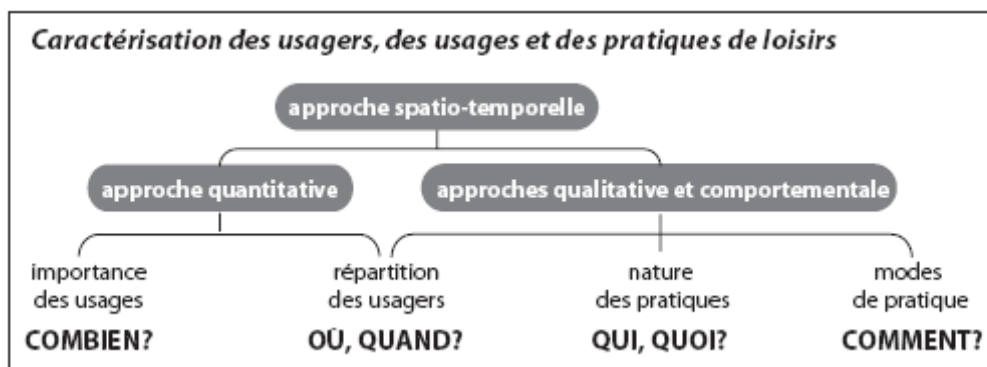 Caractérisation des usagers, des usages et des pratiques de loisirs
approche spatio-temporelle
approche quantitative
approches qualitative et comportementale
importance
des usages
COMBIEN?
répartition
des usagers
OÙ, QUAND?
nature
des pratiques
QUI, QUOI?
modes
de pratique
COMMENT?